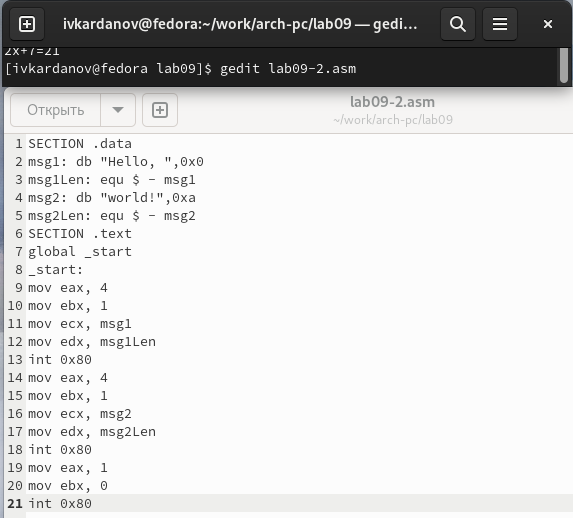 ivkardanov@fedora:~/work/arch-pc/lab09 — gedi...
2x+7=21
[ivkardanov@fedora lab09]$ gedit lab09-2.asm
Открыть
lab09-2.asm
~/work/arch-pc/lab09
1 SECTION .data
2 msg1: db "Hello, ",0x0
3 msg1Len: equ $ - msg1
4 msg2: db "world!",0xa
5 msg2Len: equ $ - msg2
6 SECTION .text
7 global _start
8 _start:
9 mov eax, 4
10 mov ebx, 1
11 mov ecx, msg1
12 mov edx, msg1Len
13 int 0x80
14 mov eax, 4
15 mov ebx, 1
16 mov ecx, msg2
17 mov edx, msg2Len
18 int 0x80
19 mov eax, 1
20 mov ebx, 0
21 int 0x80